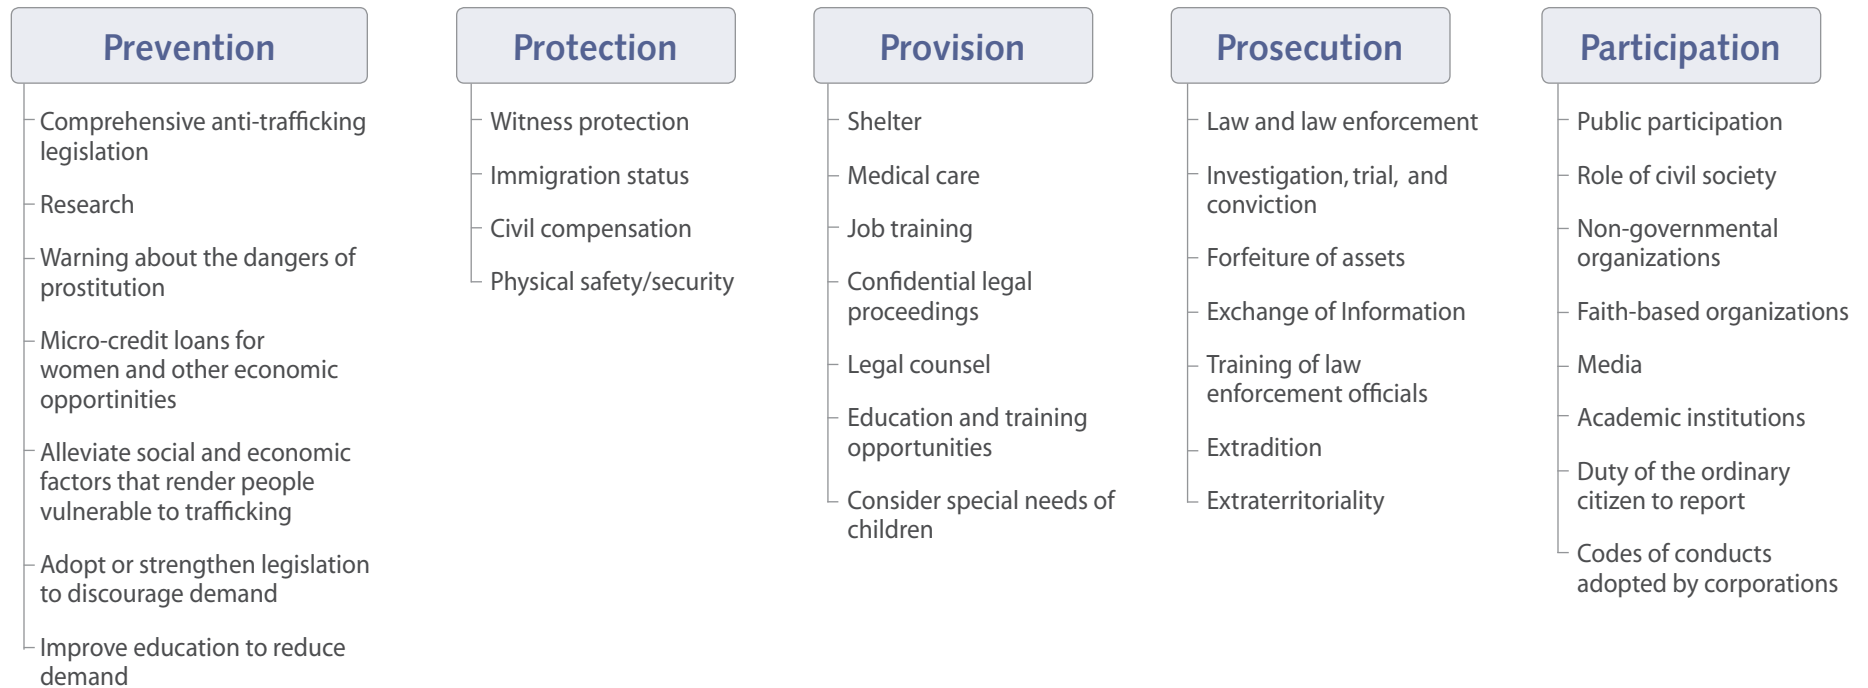 Prevention
Comprehensive anti-trafficking
legislation
Research
Warning about the dangers of
prostitution
Micro-credit loans for
women and other economic
opportinities
Alleviate social and economic
factors that render people
vulnerable to trafficking
Adopt or strengthen legislation
to discourage demand
Improve education to reduce
demand
Protection
Witness protection
Immigration status
Civil compensation
Physical safety/security
Provision
Shelter
Medical care
Job training
Confidential legal
proceedings
Legal counsel
Education and training
opportunities
Consider special needs of
children
Prosecution
Law and law enforcement
Investigation, trial, and
conviction
Forfeiture of assets
Exchange of Information
Training of law
enforcement officials
Extradition
Extraterritoriality
Participation
Public participation
Role of civil society
Non-governmental
organizations
Faith-based organizations
Media
Academic institutions
Duty of the ordinary
citizen to report
Codes of conducts
adopted by corporations